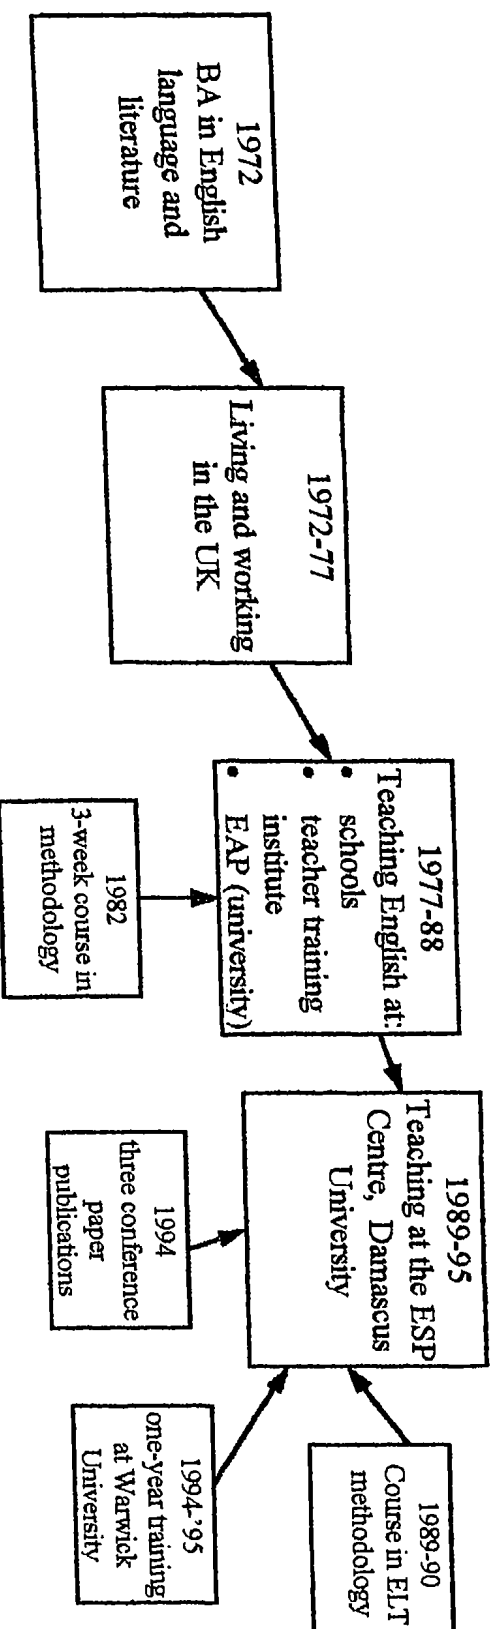 1972
BA in English
language and
literature
1972-77
Living and working
in the UK
1977-88
Teaching English at:
• schools
• teacher training
institute
• EAP (university)
1982
3-week course in
methodology
1989-95
Teaching at the ESP
Centre, Damascus
University
1994
three conference
paper
publications
1994-'95
one-year training
at Warwick
University
1989-90
Course in ELT
methodology